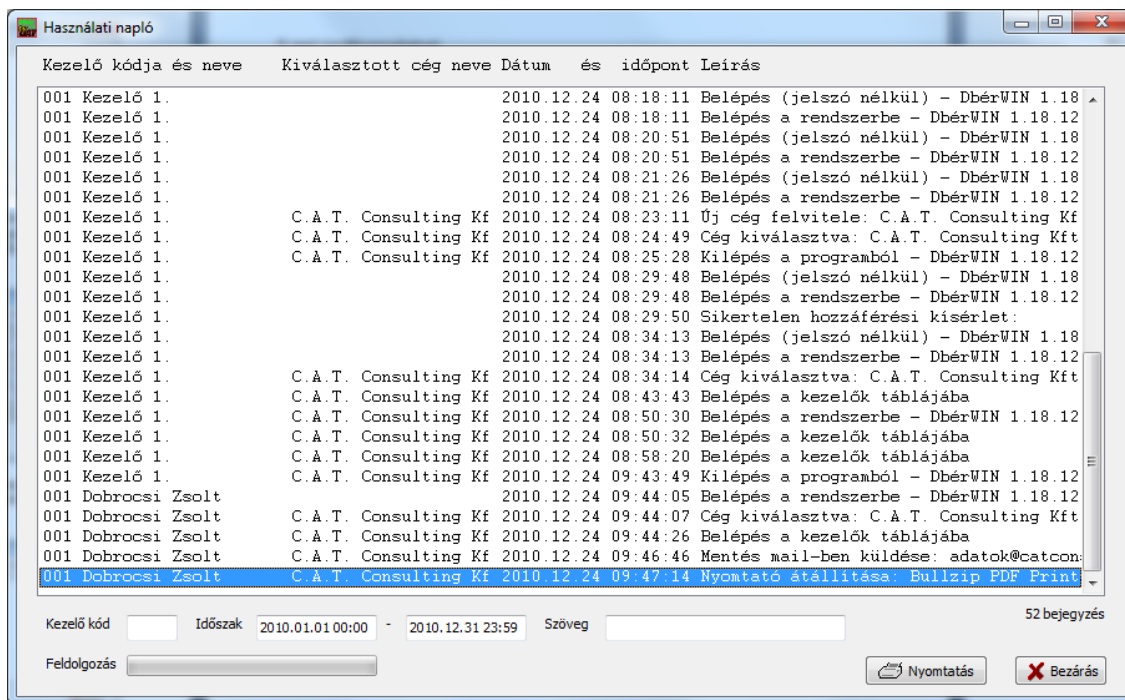 Használati napló
Kezelő kódja és neve Kiválasztott cég neve Dátum és időpont Leírás
001 Kezelő 1. 2010.12.24 08:18:11 Belépés (jelszó nélkül) - DbérWIN 1.18
001 Kezelő 1. 2010.12.24 08:18:11 Belépés a rendszerbe - DbérWIN 1.18.12
001 Kezelő 1. 2010.12.24 08:20:51 Belépés (jelszó nélkül) - DbérWIN 1.18
001 Kezelő 1. 2010.12.24 08:20:51 Belépés a rendszerbe - DbérWIN 1.18.12
001 Kezelő 1. 2010.12.24 08:21:26 Belépés (jelszó nélkül) - DbérWIN 1.18
001 Kezelő 1. 2010.12.24 08:21:26 Belépés a rendszerbe - DbérWIN 1.18.12
001 Kezelő 1. C.A.T. Consulting Kf 2010.12.24 08:23:11 Új cég felvitele: C.A.T. Consulting Kf
001 Kezelő 1. C.A.T. Consulting Kf 2010.12.24 08:24:49 Cég kiválasztva: C.A.T. Consulting Kft
001 Kezelő 1. C.A.T. Consulting Kf 2010.12.24 08:25:28 Kilépés a programból - DbérWIN 1.18.12
001 Kezelő 1. 2010.12.24 08:29:48 Belépés (jelszó nélkül) - DbérWIN 1.18
001 Kezelő 1. 2010.12.24 08:29:48 Belépés a rendszerbe - DbérWIN 1.18.12
001 Kezelő 1. 2010.12.24 08:29:50 Sikertelen hozzáférési kísérlet:
001 Kezelő 1. 2010.12.24 08:34:13 Belépés (jelszó nélkül) - DbérWIN 1.18
001 Kezelő 1. 2010.12.24 08:34:13 Belépés a rendszerbe - DbérWIN 1.18.12
001 Kezelő 1. C.A.T. Consulting Kf 2010.12.24 08:34:14 Cég kiválasztva: C.A.T. Consulting Kft
001 Kezelő 1. C.A.T. Consulting Kf 2010.12.24 08:43:43 Belépés a kezelők táblájába
001 Kezelő 1. C.A.T. Consulting Kf 2010.12.24 08:50:30 Belépés a rendszerbe - DbérWIN 1.18.12
001 Kezelő 1. C.A.T. Consulting Kf 2010.12.24 08:50:32 Belépés a kezelők táblájába
001 Kezelő 1. C.A.T. Consulting Kf 2010.12.24 08:58:20 Belépés a kezelők táblájába
001 Kezelő 1. C.A.T. Consulting Kf 2010.12.24 09:43:49 Kilépés a programból - DbérWIN 1.18.12
001 Dobrocsi Zsolt 2010.12.24 09:44:05 Belépés a rendszerbe - DbérWIN 1.18.12
001 Dobrocsi Zsolt C.A.T. Consulting Kf 2010.12.24 09:44:07 Cég kiválasztva: C.A.T. Consulting Kft
001 Dobrocsi Zsolt C.A.T. Consulting Kf 2010.12.24 09:44:26 Belépés a kezelők táblájába
001 Dobrocsi Zsolt C.A.T. Consulting Kf 2010.12.24 09:46:46 Mentés mail-ben küldése: adatok@catcon
001 Dobrocsi Zsolt C.A.T. Consulting Kf 2010.12.24 09:47:14 Nyomtató átállítása: Bullzip PDF Print
52 bejegyzés
Kezelő kód Időszak 2010.01.01 00:00 - 2010.12.31 23:59 Szöveg
Feldolgozás Nyomtatás Bezárás